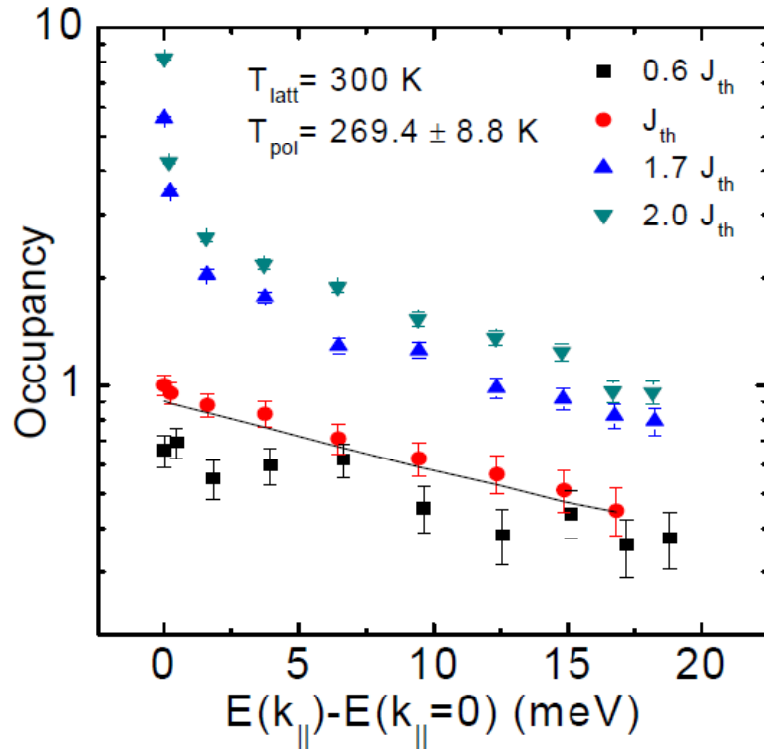 10
T_latt= 300 K
T_pol= 269.4 ± 8.8 K
0.6 J_th
J_th
1.7 J_th
2.0 J_th
Occupancy
1
0 5 10 15 20
E(k_||)-E(k_||=0) (meV)